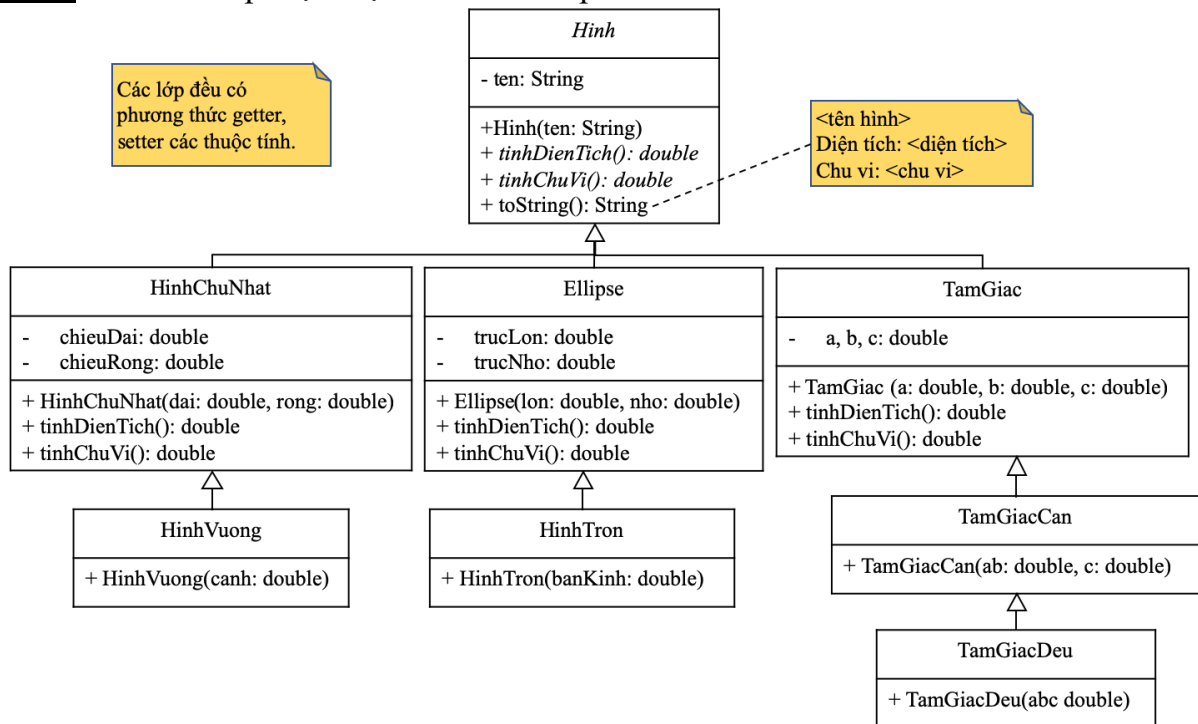 Hinh
- ten: String
+Hinh(ten: String)
+ tinhDienTich(): double
+ tinhChuVi(): double
+ toString(): String
Các lớp đều có
phương thức getter,
setter các thuộc tính.
<tên hình>
Diện tích: <diện tích>
Chu vi: <chu vi>
HinhChuNhat
- chieuDai: double
- chieuRong: double
+ HinhChuNhat(dai: double, rong: double)
+ tinhDienTich(): double
+ tinhChuVi(): double
Ellipse
- trucLon: double
- trucNho: double
+ Ellipse(lon: double, nho: double)
+ tinhDienTich(): double
+ tinhChuVi(): double
TamGiac
- a, b, c: double
+ TamGiac (a: double, b: double, c: double)
+ tinhDienTich(): double
+ tinhChuVi(): double
HinhVuong
+ HinhVuong(canh: double)
HinhTron
+ HinhTron(banKinh: double)
TamGiacCan
+ TamGiacCan(ab: double, c: double)
TamGiacDeu
+ TamGiacDeu(abc double)